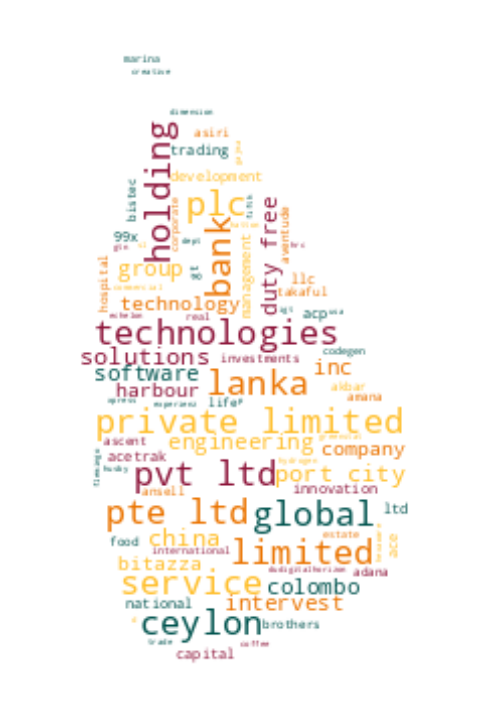 marina
creative
dimension
asiri
holding
trading
development
bistec
plc
corporate
duty free
99x
bank
management
aventude
group
hospital
llc
takaful
technology
real
acp
technologies
codegen
solutions
investments
software
inc
lanka
harbour
akbar
life
amana
private limited
ascent
engineering
company
acetrak
pvt ltd
port city
innovation
ansell
pte ltd
global
ltd
food
china
estate
ace
international
limited
bitazza
adana
service
colombo
national
intervest
ceylon
brothers
trade
coffee
capital